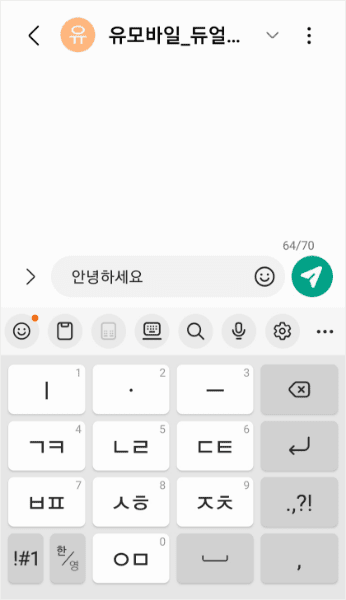 유 유모바일_듀얼...
64/70
안녕하세요
ㅣ 1 · 2 ㅡ 3
ㄱㅋ 4 ㄴㄹ 5 ㄷㅌ 6
ㅂㅍ 7 ㅅㅎ 8 ㅈㅊ 9 .,?!
!#1 한/영 ㅇㅁ 0 ,